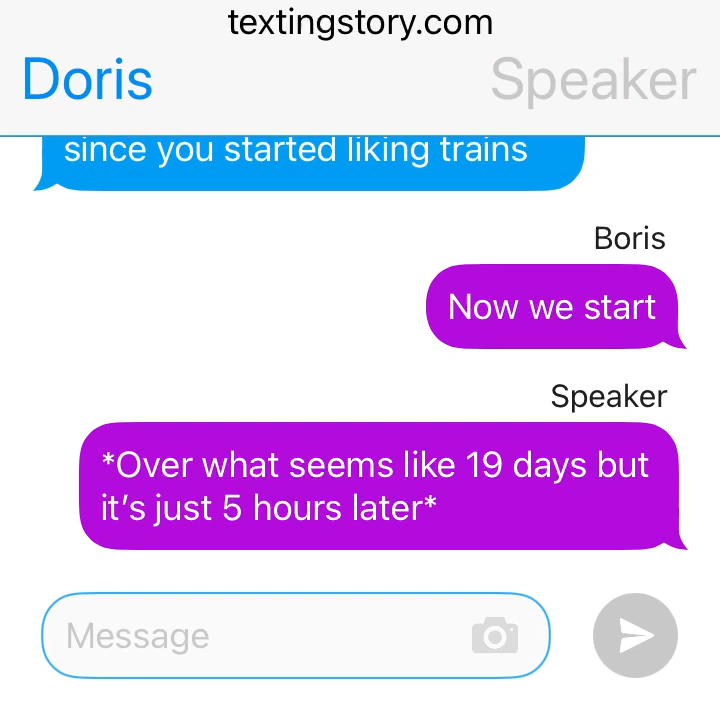 textingstory.com
Doris
Speaker
since you started liking trains
Boris
Now we start
Speaker
*Over what seems like 19 days but
it's just 5 hours later*
Message